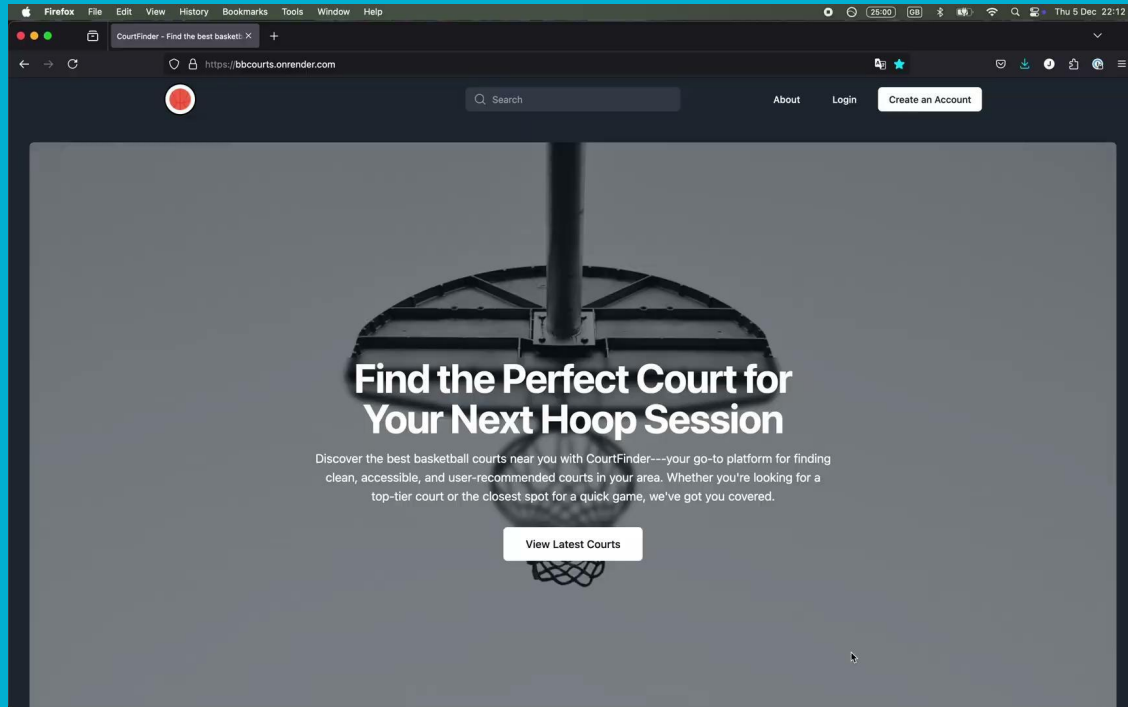 Firefox File Edit View History Bookmarks Tools Window Help 25:00 GB Thu 5 Dec 22:12
CourtFinder - Find the best basketb
https://bbcourts.onrender.com
Search About Login Create an Account
Find the Perfect Court for
Your Next Hoop Session
Discover the best basketball courts near you with CourtFinder---your go-to platform for finding
clean, accessible, and user-recommended courts in your area. Whether you're looking for a
top-tier court or the closest spot for a quick game, we've got you covered.
View Latest Courts